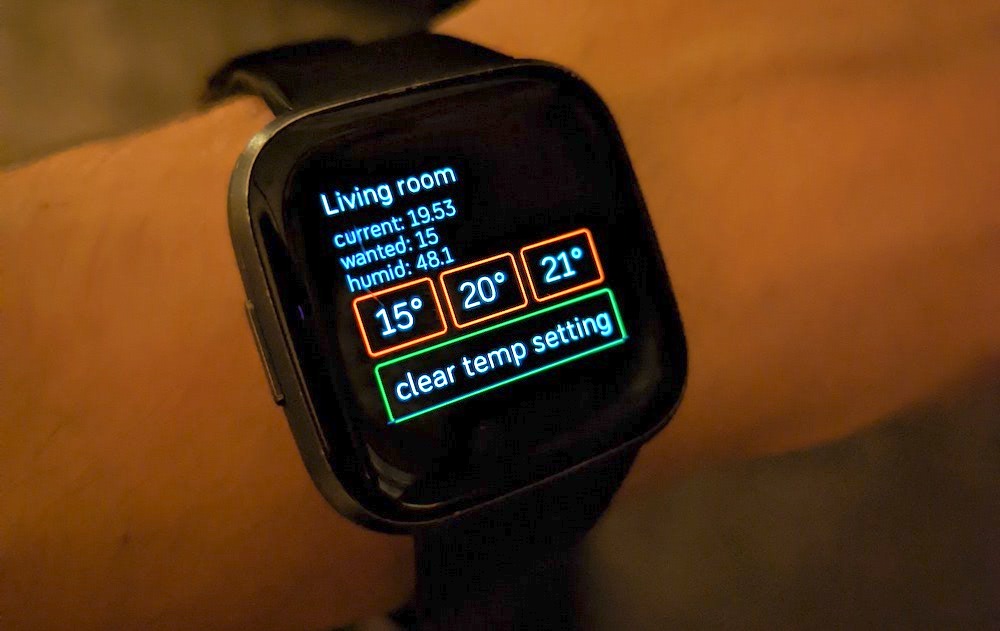 Living room
current: 19.53
wanted: 15
humid: 48.1
15° 20° 21°
clear temp setting